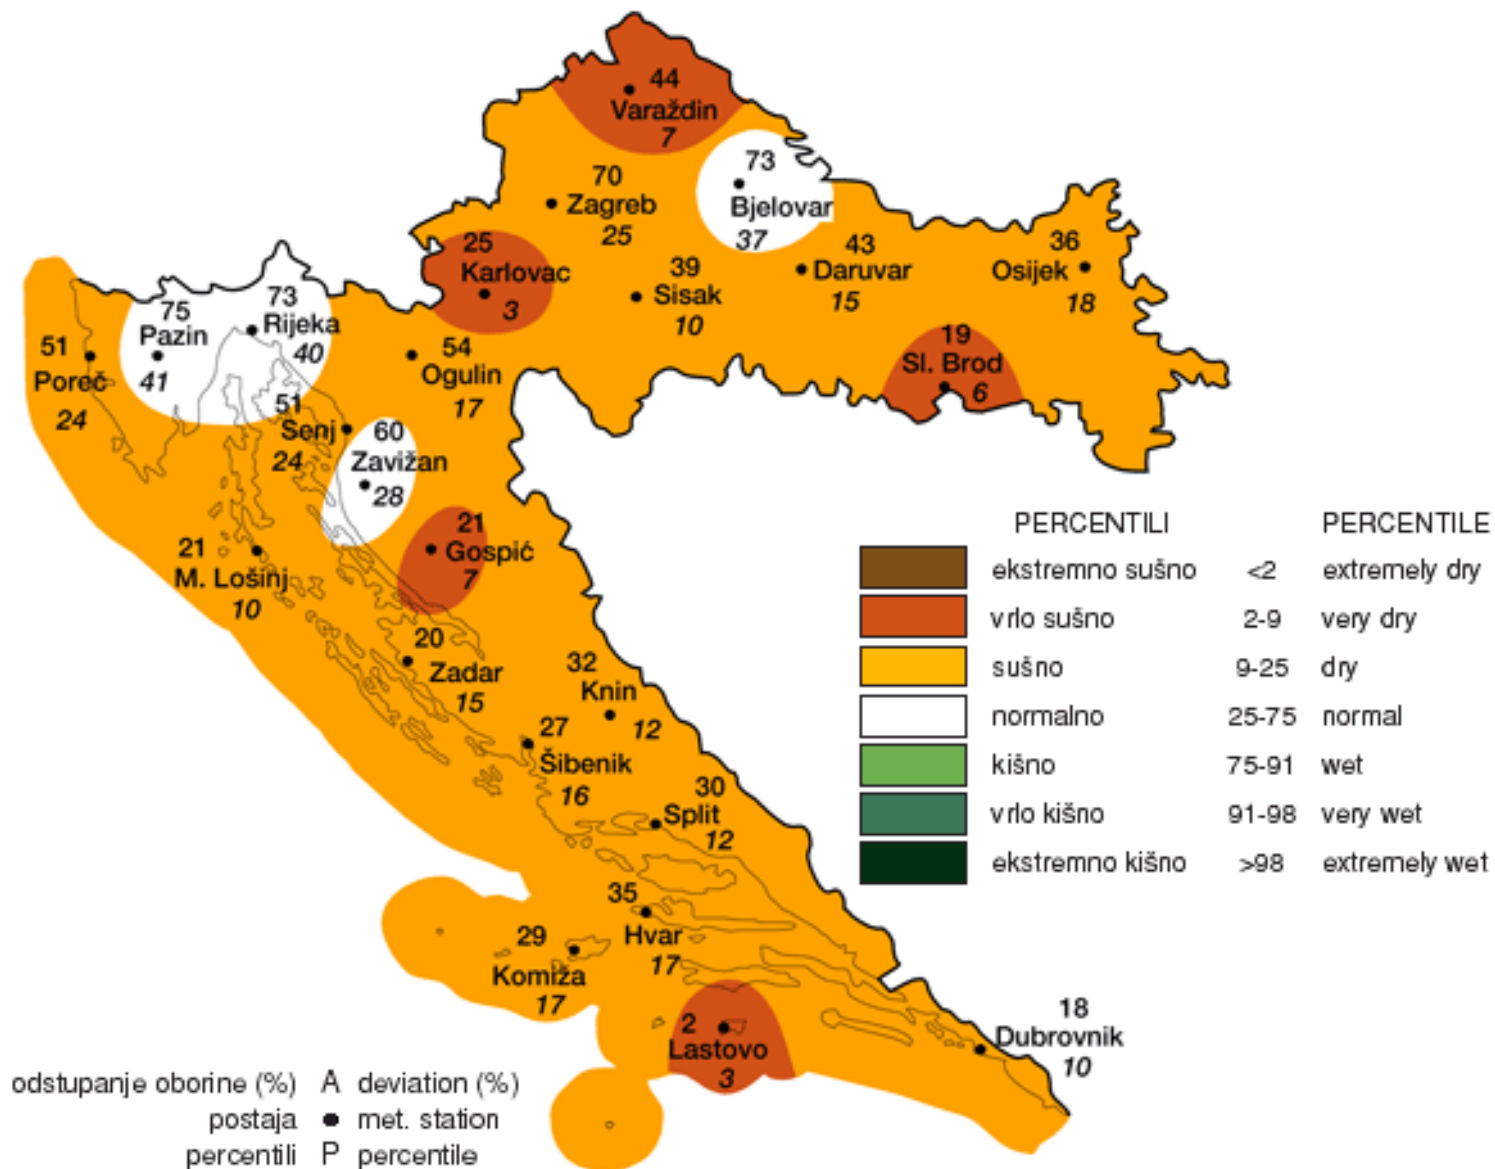 44
Varaždin
7
73
Bjelovar
37
70
Zagreb
25
25
Karlovac
3
39
Sisak
10
43
Daruvar
15
36
Osijek
18
19
Sl. Brod
6
75
Pazin
41
73
Rijeka
40
51
Poreč
24
54
Ogulin
17
51
Senj
24
60
Zavižan
28
21
Gospić
7
21
M. Lošinj
10
20
Zadar
15
32
Knin
12
27
Šibenik
16
30
Split
12
35
Hvar
17
29
Komiža
17
2
Lastovo
3
18
Dubrovnik
10
PERCENTILI PERCENTILE
ekstremno sušno <2 extremely dry
vrlo sušno 2-9 very dry
sušno 9-25 dry
normalno 25-75 normal
kišno 75-91 wet
vrlo kišno 91-98 very wet
ekstremno kišno >98 extremely wet
odstupanje oborine (%) A deviation (%)
postaja ● met. station
percentili P percentile